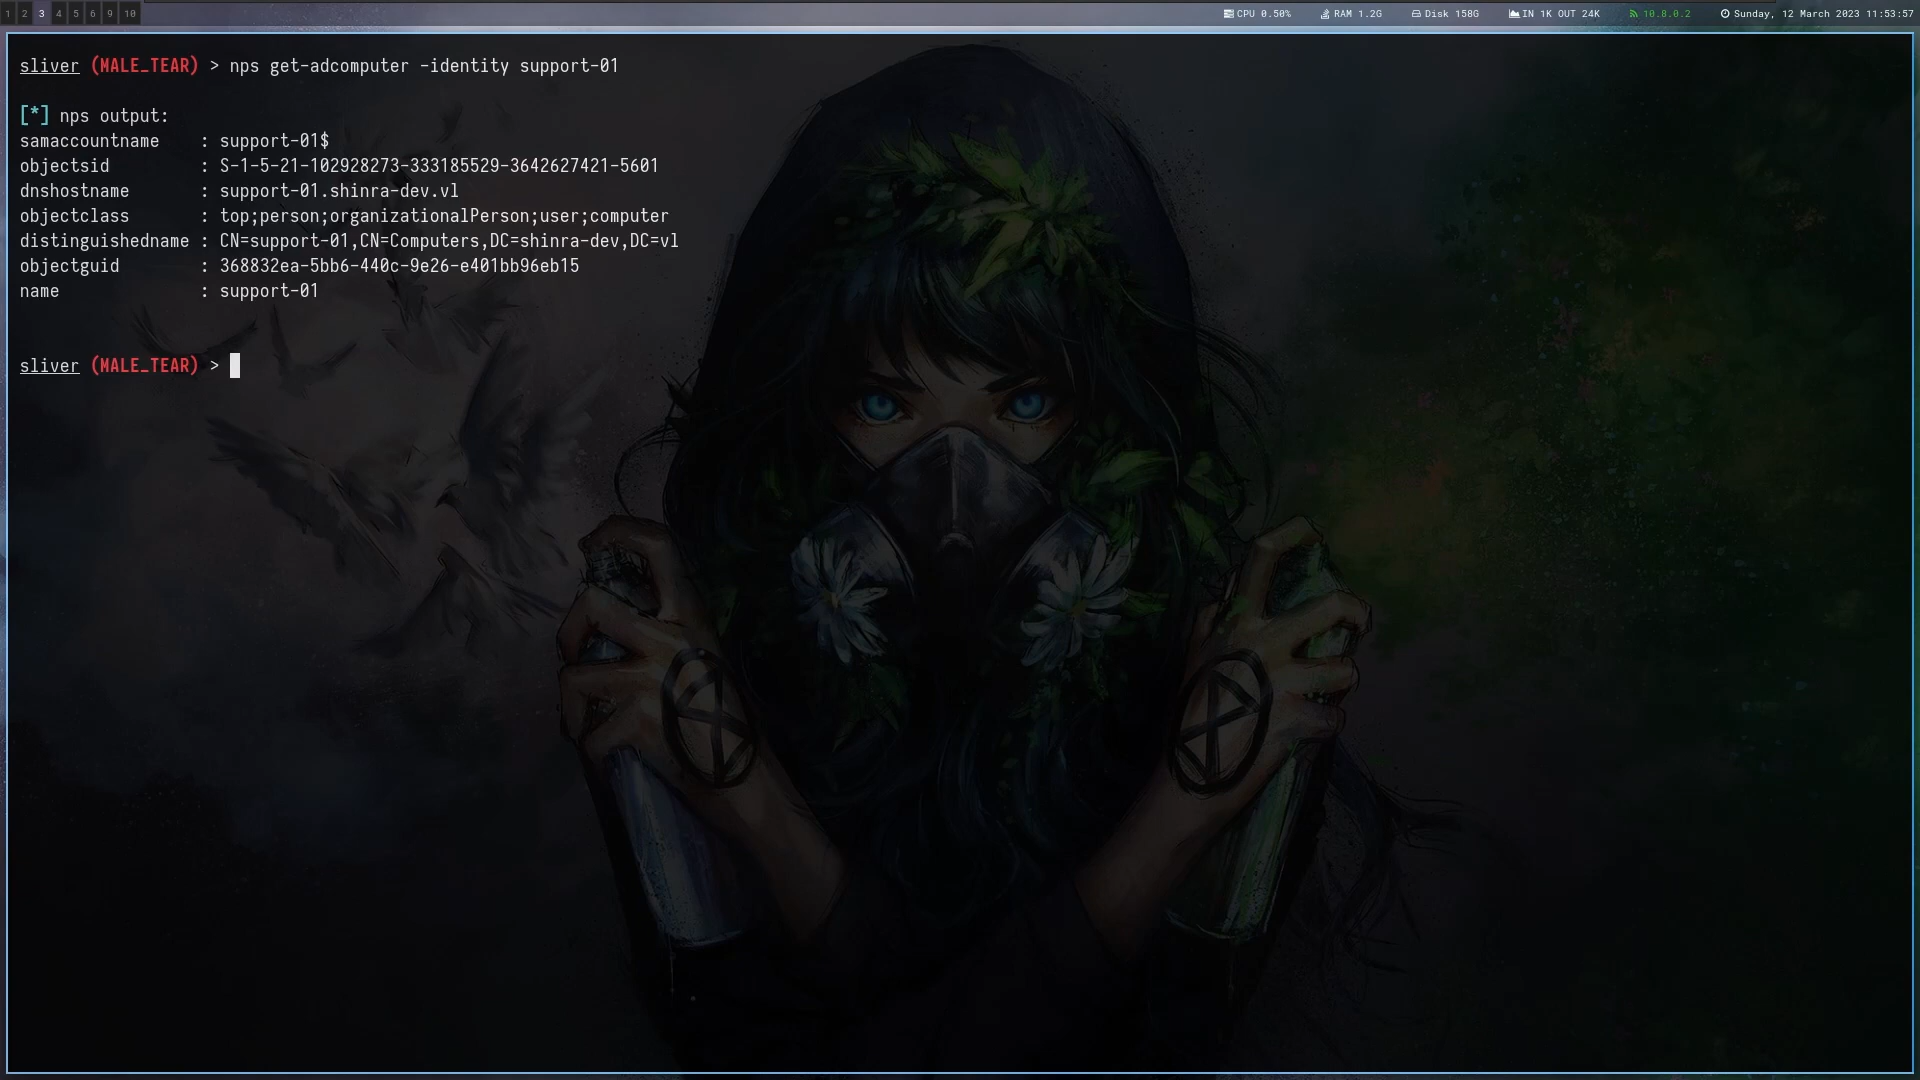 1 2 3 4 5 6 9 10 CPU 0.50% RAM 1.2G Disk 158G IN 1K OUT 24K 10.8.0.2 Sunday, 12 March 2023 11:53:57
sliver (MALE_TEAR) > nps get-adcomputer -identity support-01
[*] nps output:
samaccountname : support-01$
objectsid : S-1-5-21-102928273-333185529-3642627421-5601
dnshostname : support-01.shinra-dev.vl
objectclass : top;person;organizationalPerson;user;computer
distinguishedname : CN=support-01,CN=Computers,DC=shinra-dev,DC=vl
objectguid : 368832ea-5bb6-440c-9e26-e401bb96eb15
name : support-01
sliver (MALE_TEAR) >